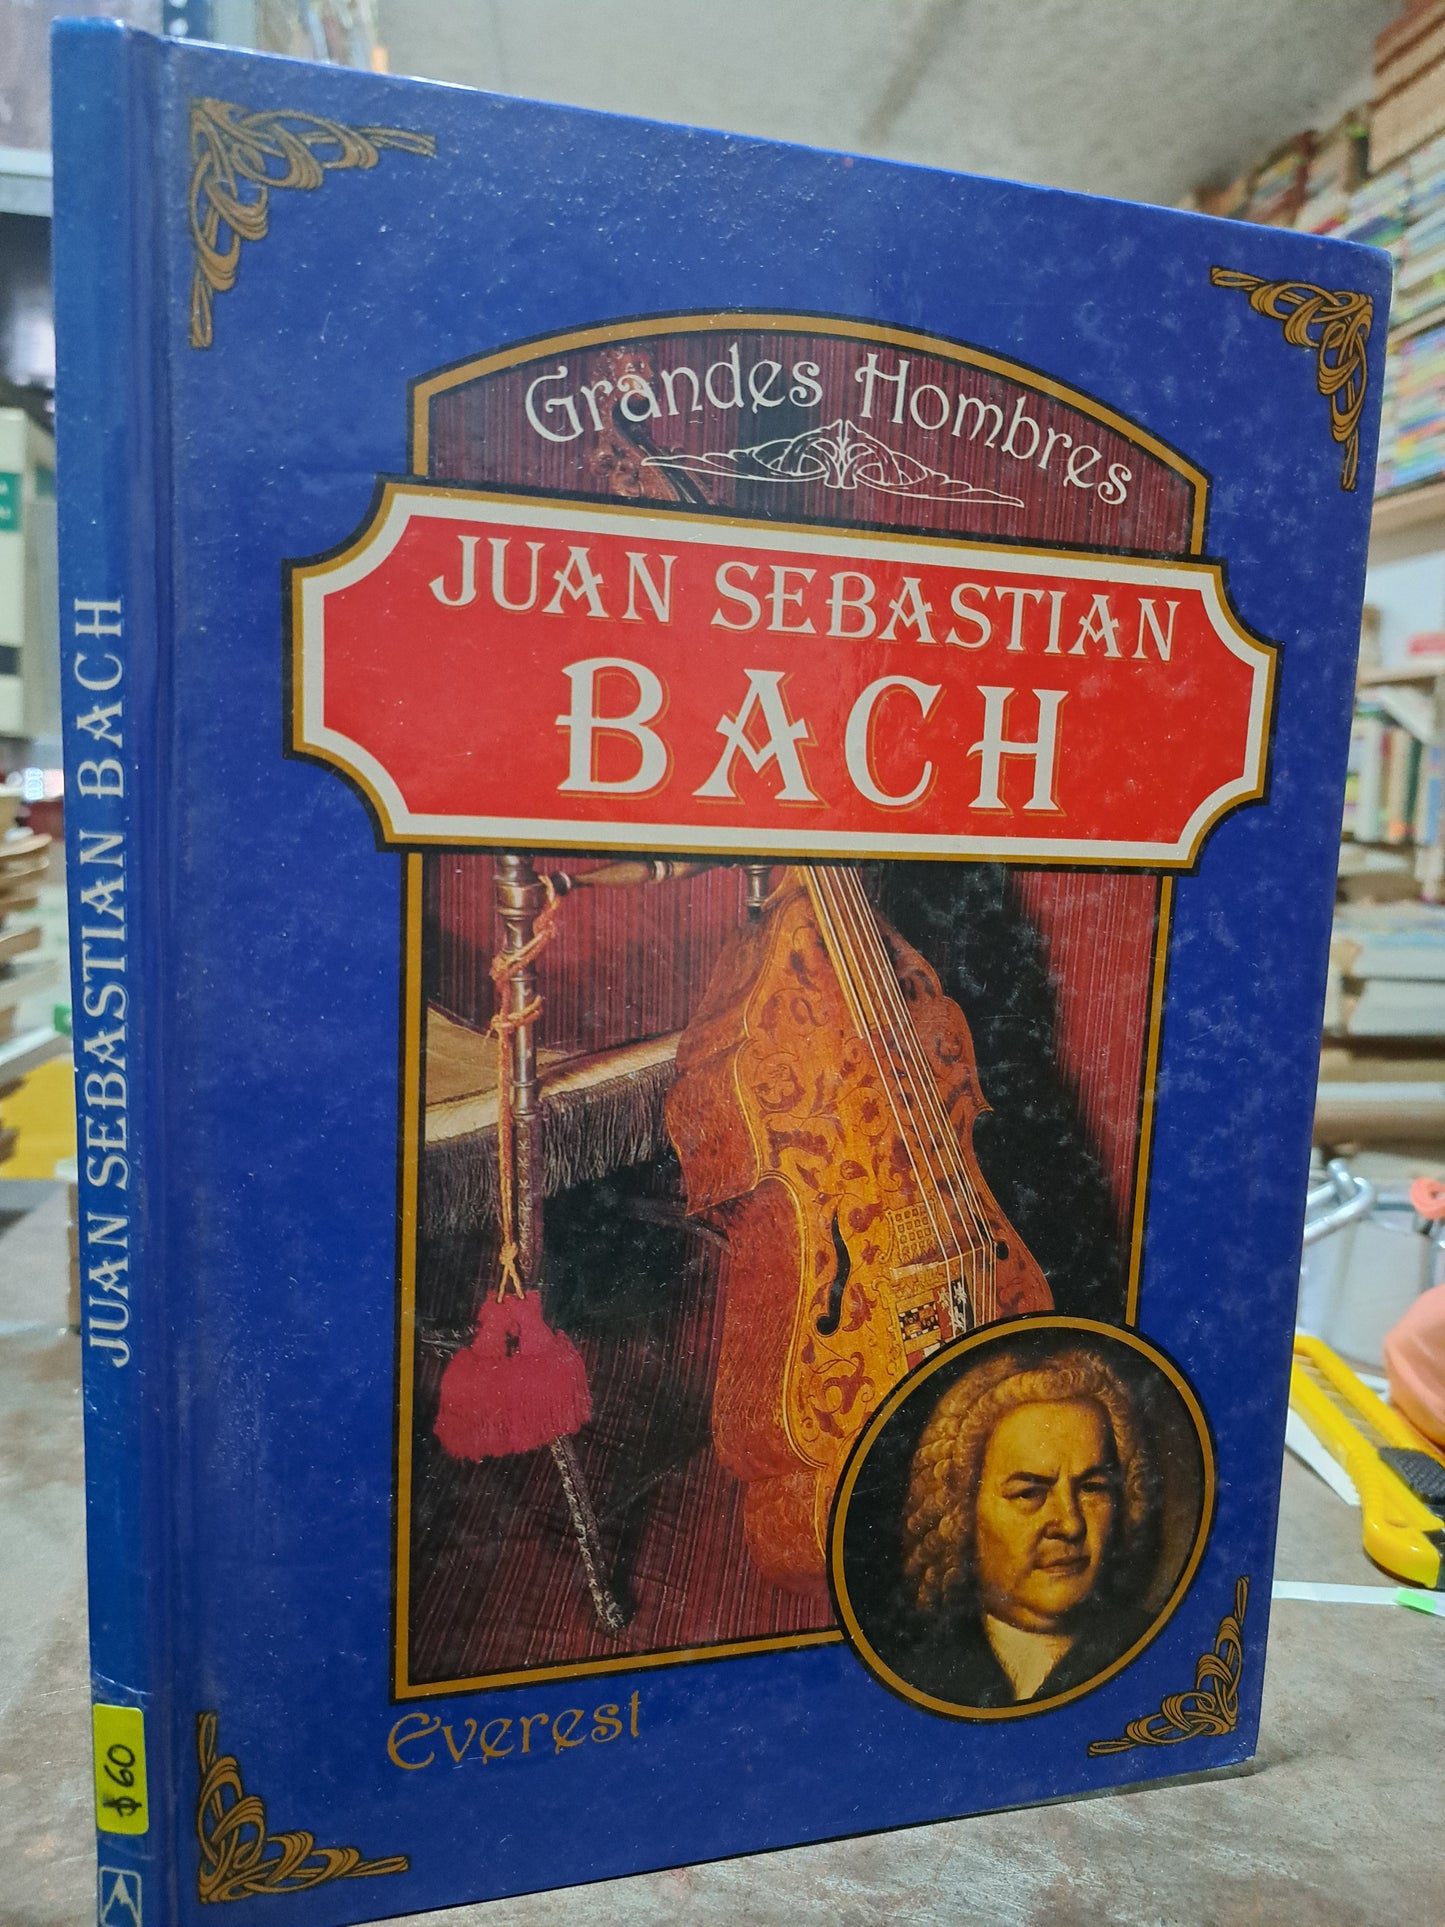 Grandes Hombres
JUAN SEBASTIAN
BACH
Everest
JUAN SEBASTIAN BACH
$60